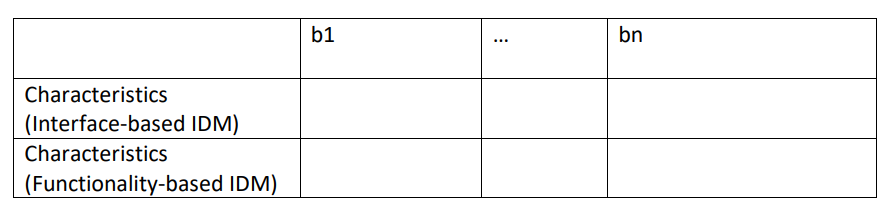 b1 … bn
Characteristics
(Interface-based IDM)
Characteristics
(Functionality-based IDM)